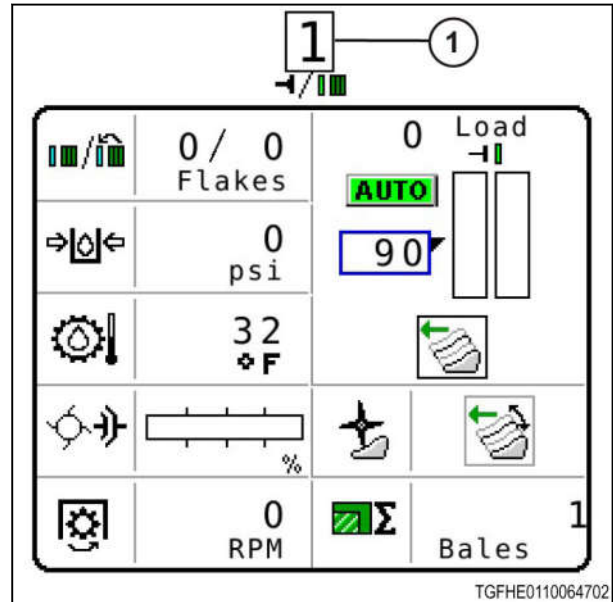 1
1
0/ 0
Flakes
0 Load
AUTO
90
0
psi
32
°F
%
0
RPM
Σ
1
Bales
TGFHE0110064702